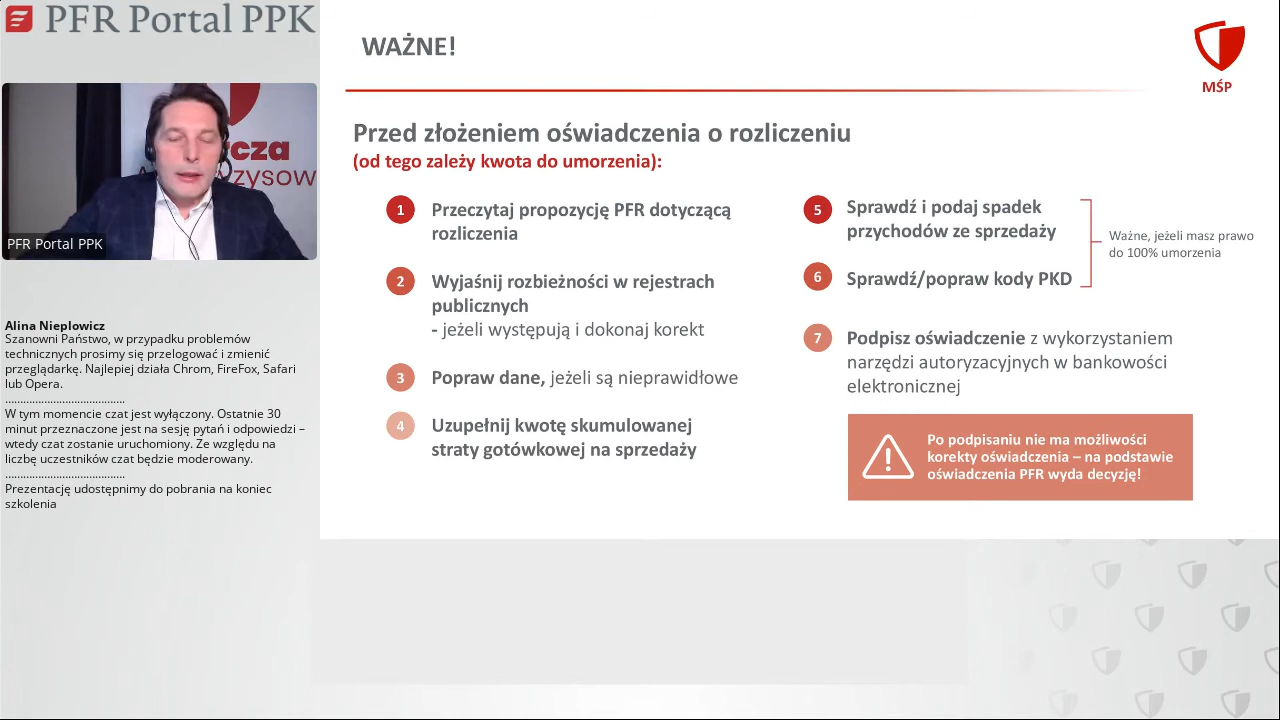 PFR Portal PPK
cza
zysow
PFR Portal PPK
Alina Nieplowicz
Szanowni Państwo, w przypadku problemów
technicznych prosimy się przelogować i zmienić
przeglądarkę. Najlepiej działa Chrom, FireFox, Safari
lub Opera.
........................................
W tym momencie czat jest wyłączony. Ostatnie 30
minut przeznaczone jest na sesję pytań i odpowiedzi –
wtedy czat zostanie uruchomiony. Ze względu na
liczbę uczestników czat będzie moderowany.
........................................
Prezentację udostępnimy do pobrania na koniec
szkolenia
WAŻNE!
MŚP
Przed złożeniem oświadczenia o rozliczeniu
(od tego zależy kwota do umorzenia):
1 Przeczytaj propozycję PFR dotyczącą
rozliczenia
2 Wyjaśnij rozbieżności w rejestrach
publicznych
- jeżeli występują i dokonaj korekt
3 Popraw dane, jeżeli są nieprawidłowe
4 Uzupełnij kwotę skumulowanej
straty gotówkowej na sprzedaży
5 Sprawdź i podaj spadek
przychodów ze sprzedaży
6 Sprawdź/popraw kody PKD
Ważne, jeżeli masz prawo
do 100% umorzenia
7 Podpisz oświadczenie z wykorzystaniem
narzędzi autoryzacyjnych w bankowości
elektronicznej
Po podpisaniu nie ma możliwości
korekty oświadczenia – na podstawie
oświadczenia PFR wyda decyzję!